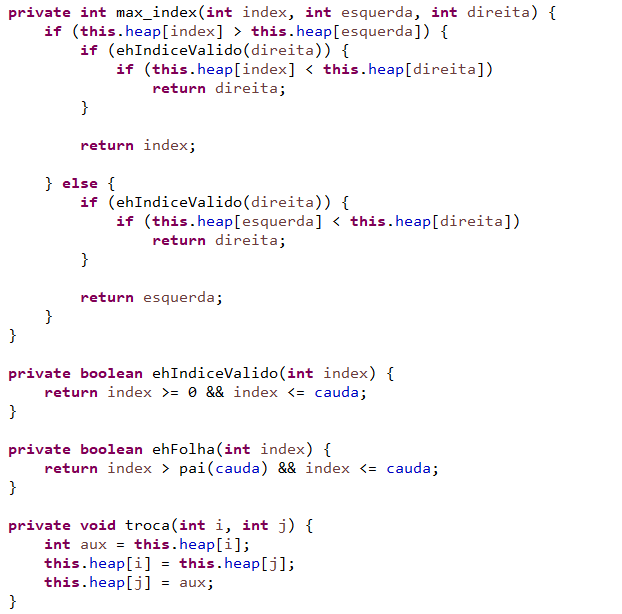 private int max_index(int index, int esquerda, int direita) {
    if (this.heap[index] > this.heap[esquerda]) {
        if (ehIndiceValido(direita)) {
            if (this.heap[index] < this.heap[direita])
                return direita;
        }

        return index;

    } else {
        if (ehIndiceValido(direita)) {
            if (this.heap[esquerda] < this.heap[direita])
                return direita;
        }

        return esquerda;
    }
}

private boolean ehIndiceValido(int index) {
    return index >= 0 && index <= cauda;
}

private boolean ehFolha(int index) {
    return index > pai(cauda) && index <= cauda;
}

private void troca(int i, int j) {
    int aux = this.heap[i];
    this.heap[i] = this.heap[j];
    this.heap[j] = aux;
}